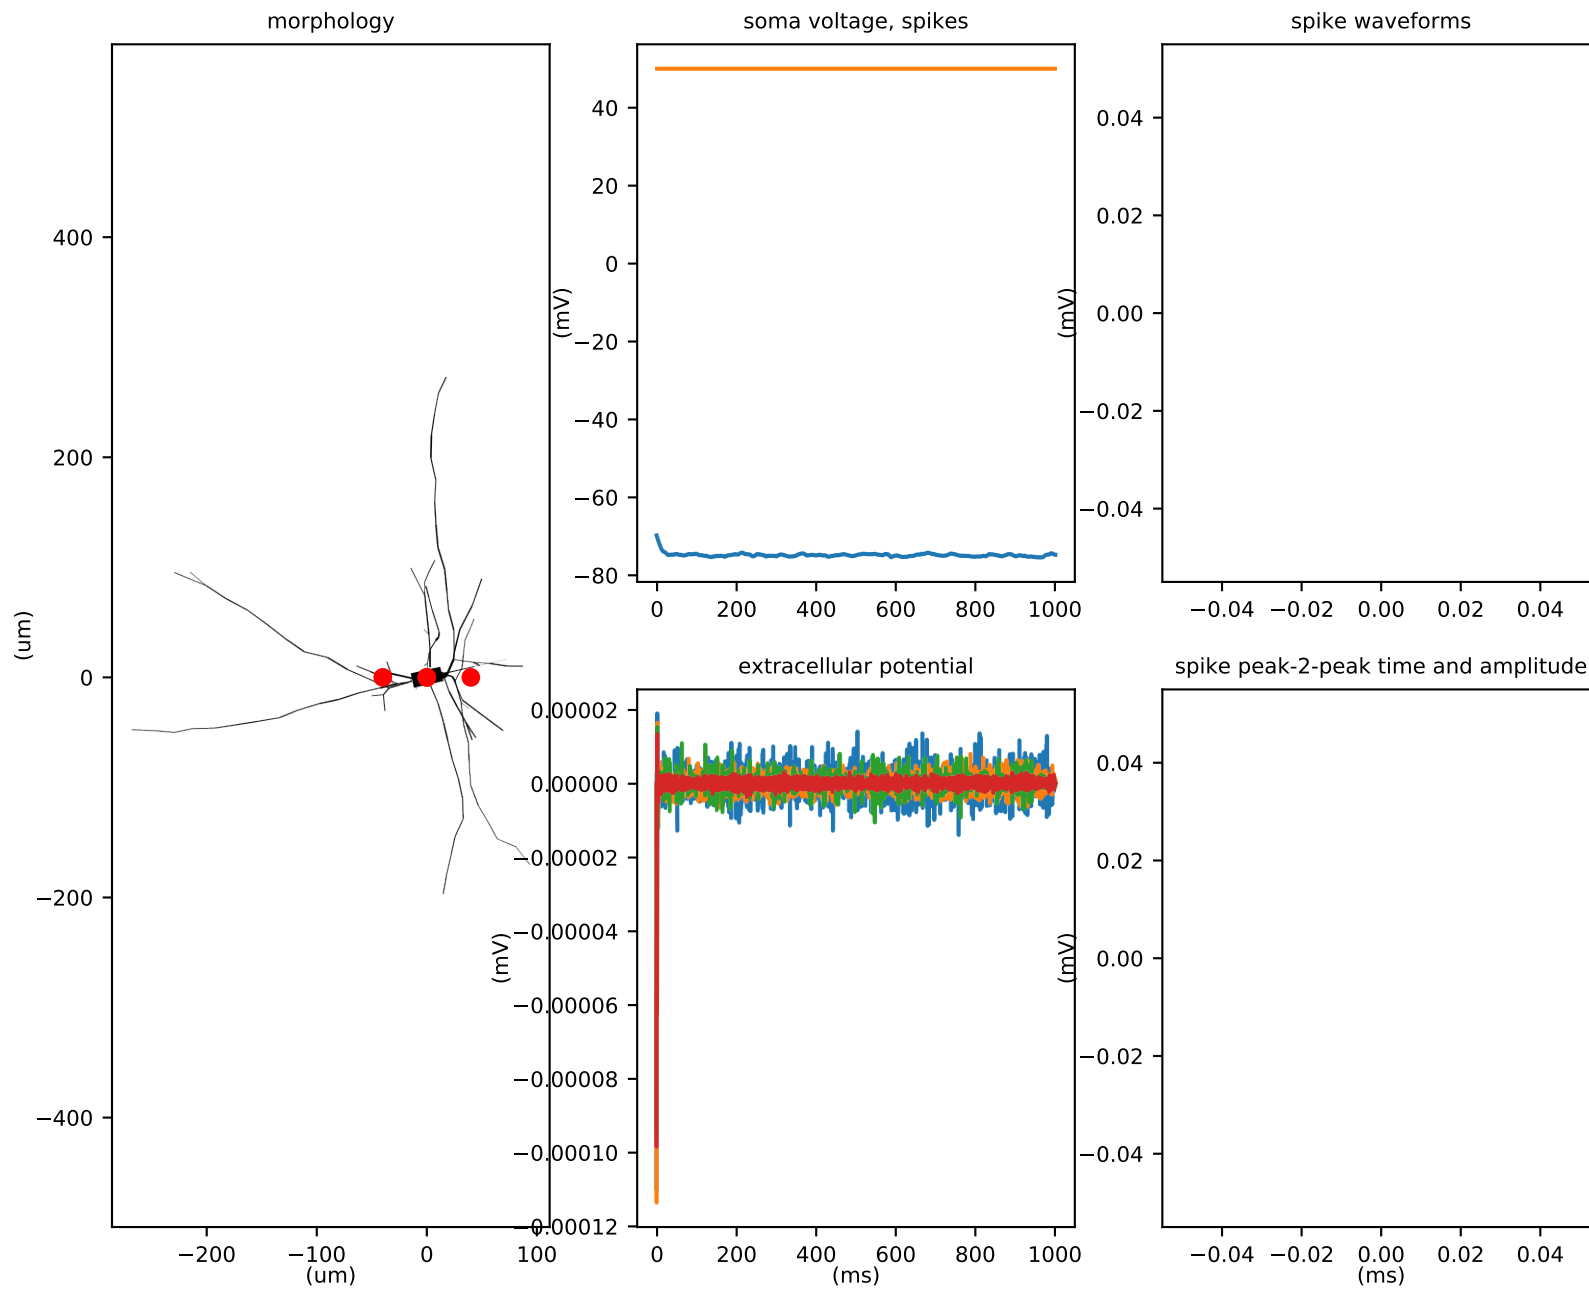 morphology
400
200
0
−200
−400
(um)
−200 −100 0 100
(um)
soma voltage, spikes
40
20
0
−20
−40
−60
−80
(mV)
0 200 400 600 800 1000
spike waveforms
0.04
0.02
0.00
−0.02
−0.04
(mV)
−0.04 −0.02 0.00 0.02 0.04
extracellular potential
0.00002
0.00000
−0.00002
−0.00004
−0.00006
−0.00008
−0.00010
−0.00012
(mV)
0 200 400 600 800 1000
(ms)
spike peak-2-peak time and amplitude
0.04
0.02
0.00
−0.02
−0.04
(mV)
−0.04 −0.02 0.00 0.02 0.04
(ms)